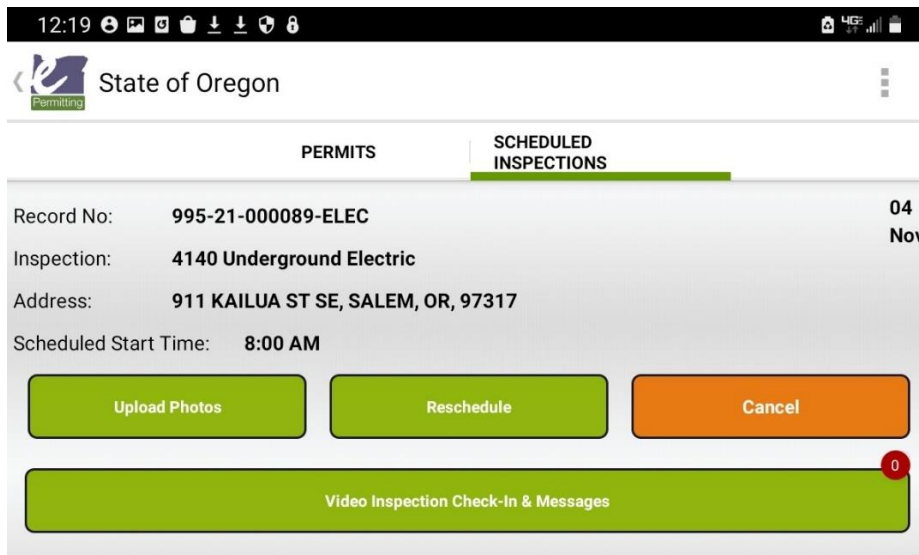 12:19
4GE
e
Permitting
State of Oregon
PERMITS
SCHEDULED
INSPECTIONS
Record No: 995-21-000089-ELEC
04
Nov
Inspection: 4140 Underground Electric
Address: 911 KAILUA ST SE, SALEM, OR, 97317
Scheduled Start Time: 8:00 AM
Upload Photos
Reschedule
Cancel
0
Video Inspection Check-In & Messages